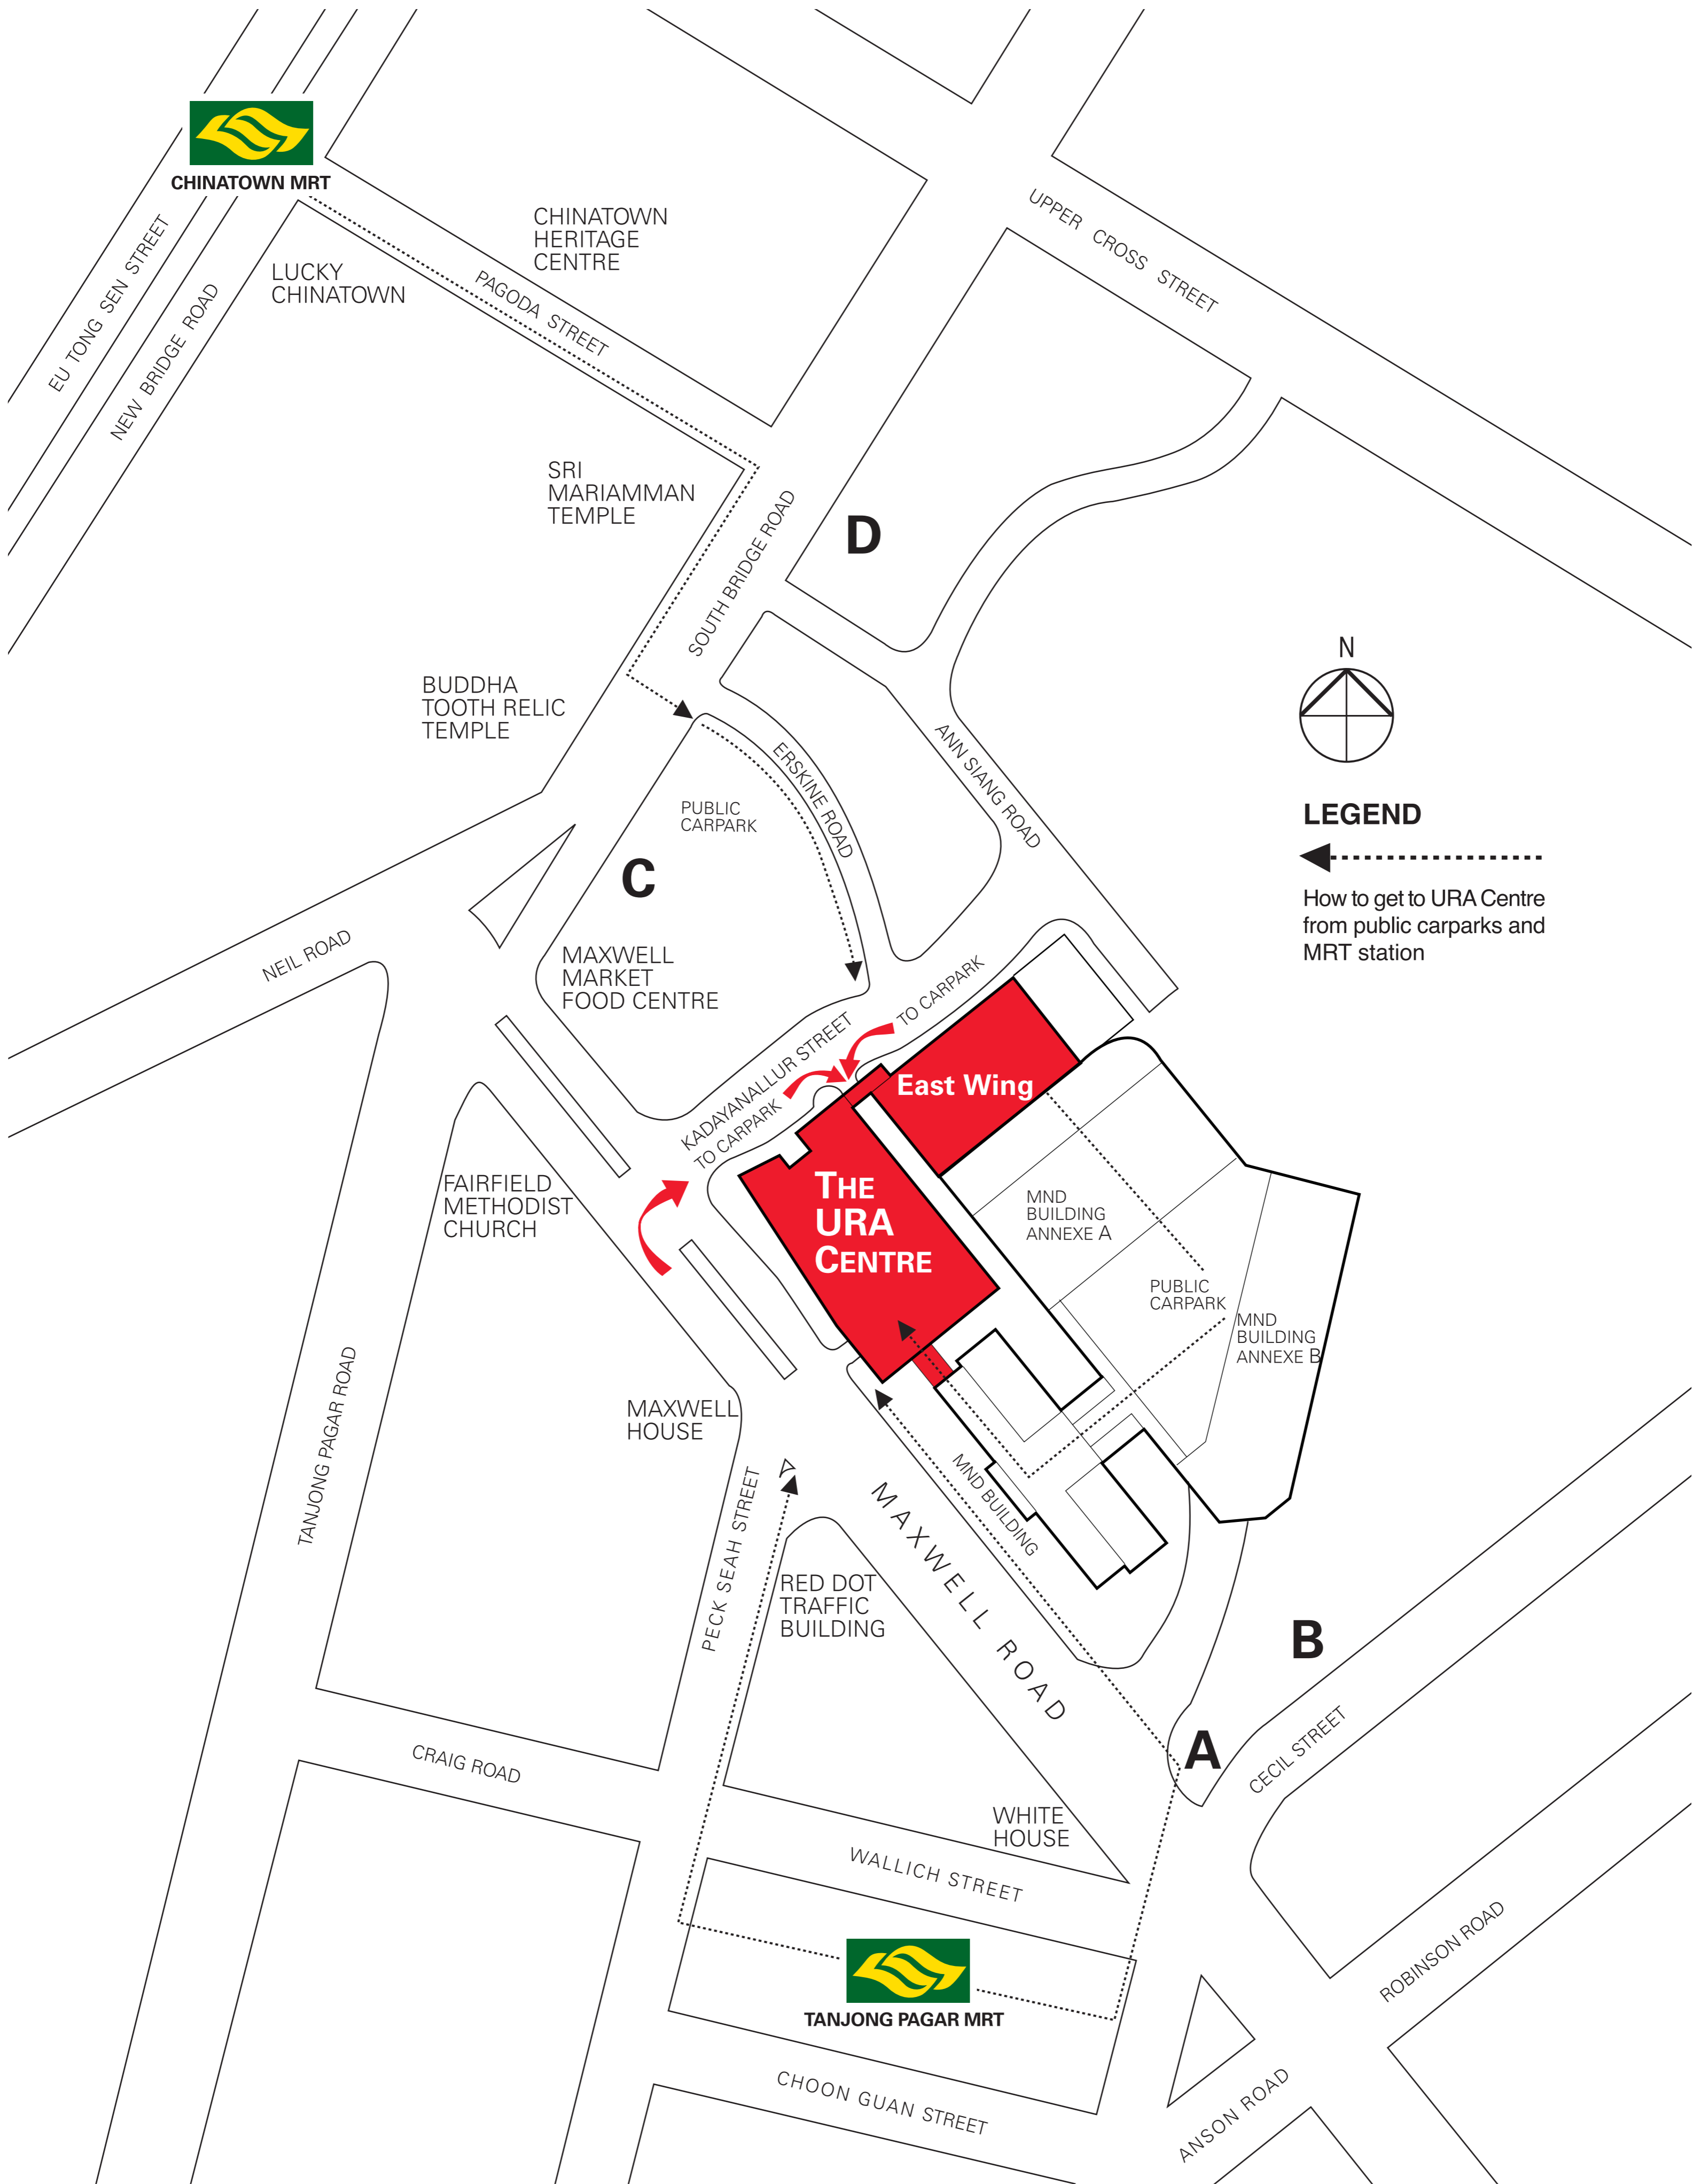 CHINATOWN MRT
EU TONG SEN STREET
NEW BRIDGE ROAD
LUCKY
CHINATOWN
CHINATOWN
HERITAGE
CENTRE
PAGODA STREET
UPPER CROSS STREET
SRI
MARIAMMAN
TEMPLE
SOUTH BRIDGE ROAD
D
BUDDHA
TOOTH RELIC
TEMPLE
N
ANN SIANG ROAD
ERSKINE ROAD
PUBLIC
CARPARK
C
LEGEND
How to get to URA Centre
from public carparks and
MRT station
NEIL ROAD
MAXWELL
MARKET
FOOD CENTRE
TO CARPARK
KADAYANALLUR STREET
TO CARPARK
East Wing
FAIRFIELD
METHODIST
CHURCH
THE
URA
CENTRE
MND
BUILDING
ANNEXE A
PUBLIC
CARPARK
MND
BUILDING
ANNEXE B
TANJONG PAGAR ROAD
MAXWELL
HOUSE
MND BUILDING
MAXWELL ROAD
PECK SEAH STREET
RED DOT
TRAFFIC
BUILDING
B
A
CECIL STREET
CRAIG ROAD
WHITE
HOUSE
WALLICH STREET
ROBINSON ROAD
TANJONG PAGAR MRT
CHOON GUAN STREET
ANSON ROAD